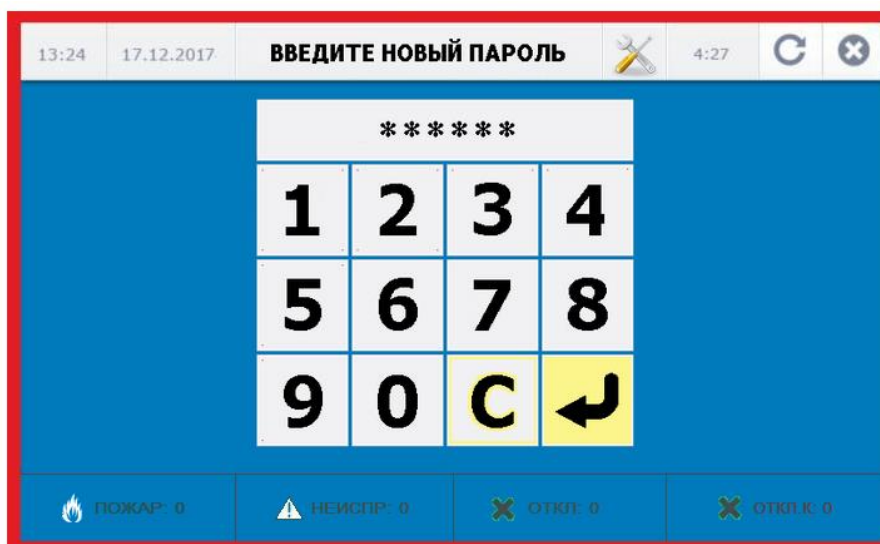 13:24 17.12.2017 ВВЕДИТЕ НОВЫЙ ПАРОЛЬ 4:27
******
1 2 3 4
5 6 7 8
9 0 C
ПОЖАР: 0 НЕИСПР: 0 ОТКЛ: 0 ОТКЛ.К: 0